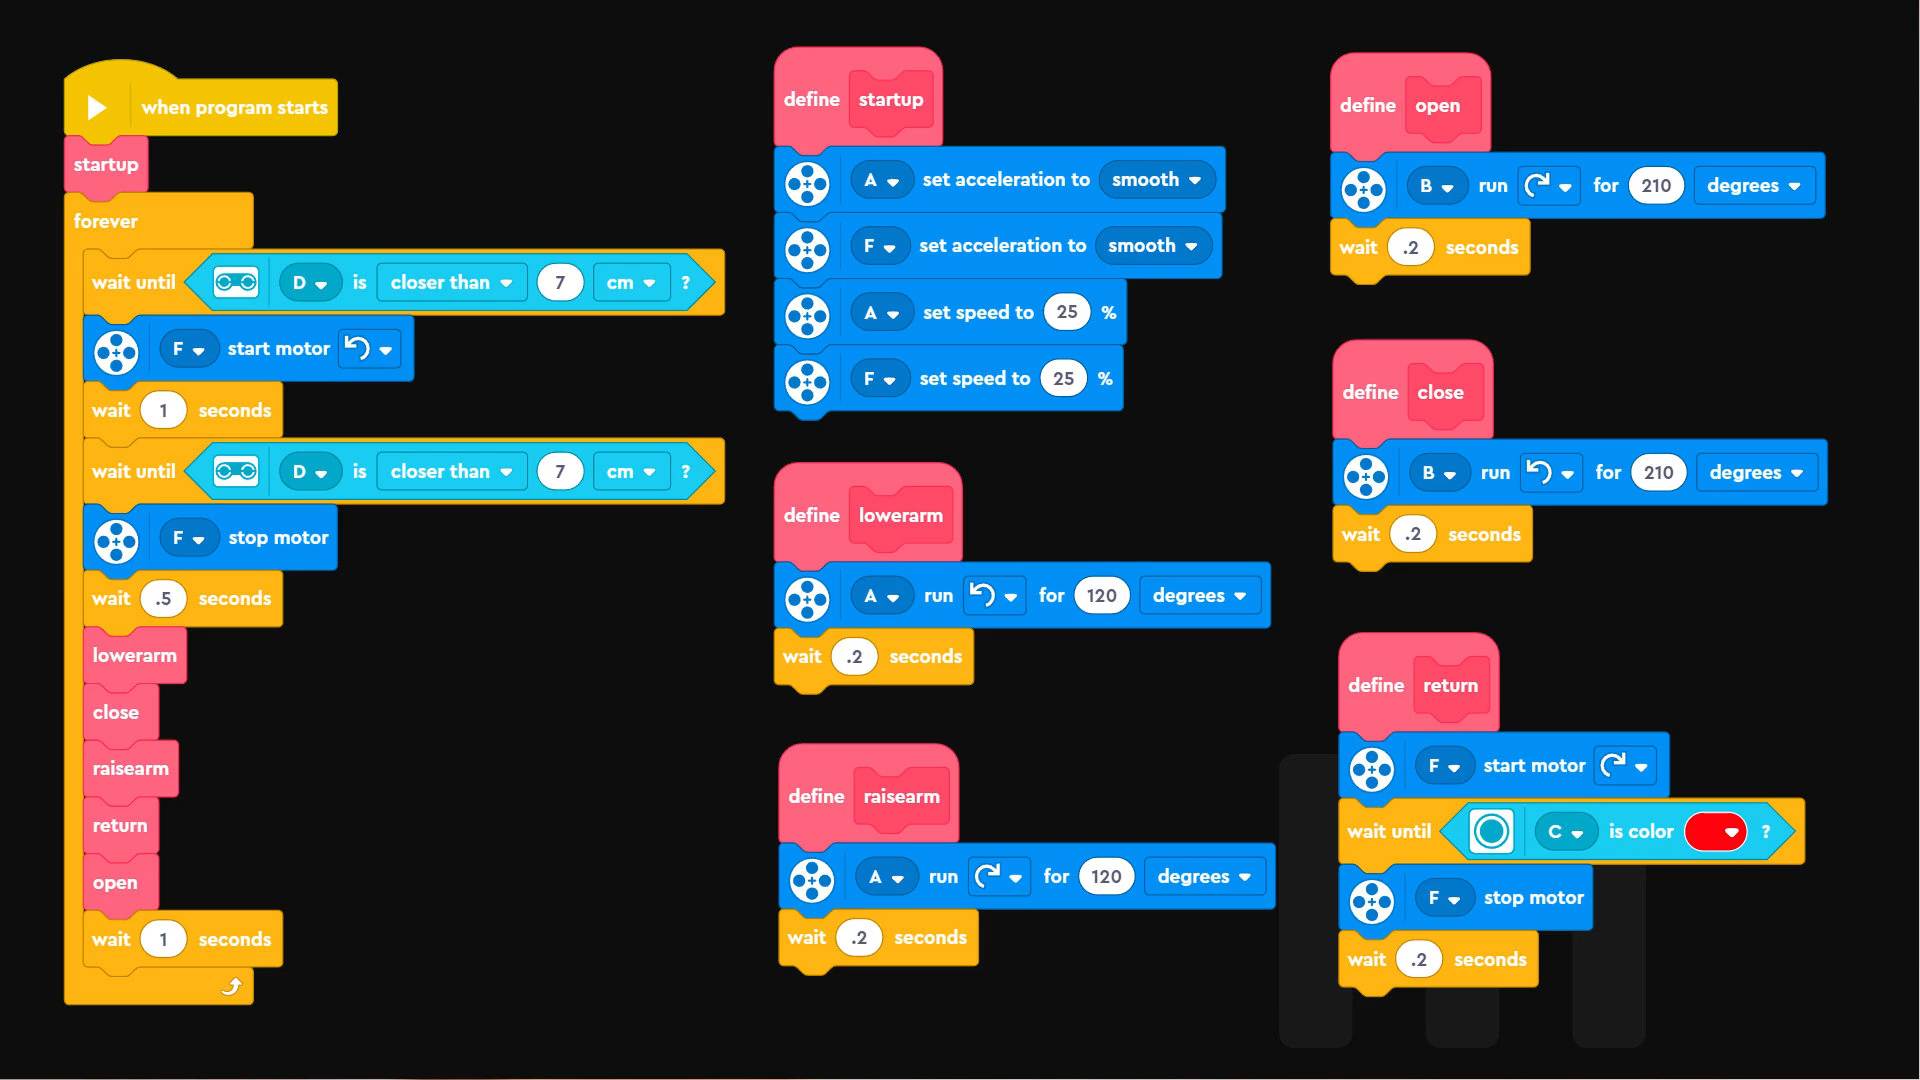 when program starts
startup
forever
wait until D is closer than 7 cm ?
F start motor
wait 1 seconds
wait until D is closer than 7 cm ?
F stop motor
wait .5 seconds
lowerarm
close
raisearm
return
open
wait 1 seconds
define startup
A set acceleration to smooth
F set acceleration to smooth
A set speed to 25 %
F set speed to 25 %
define lowerarm
A run for 120 degrees
wait .2 seconds
define raisearm
A run for 120 degrees
wait .2 seconds
define open
B run for 210 degrees
wait .2 seconds
define close
B run for 210 degrees
wait .2 seconds
define return
F start motor
wait until C is color ?
F stop motor
wait .2 seconds